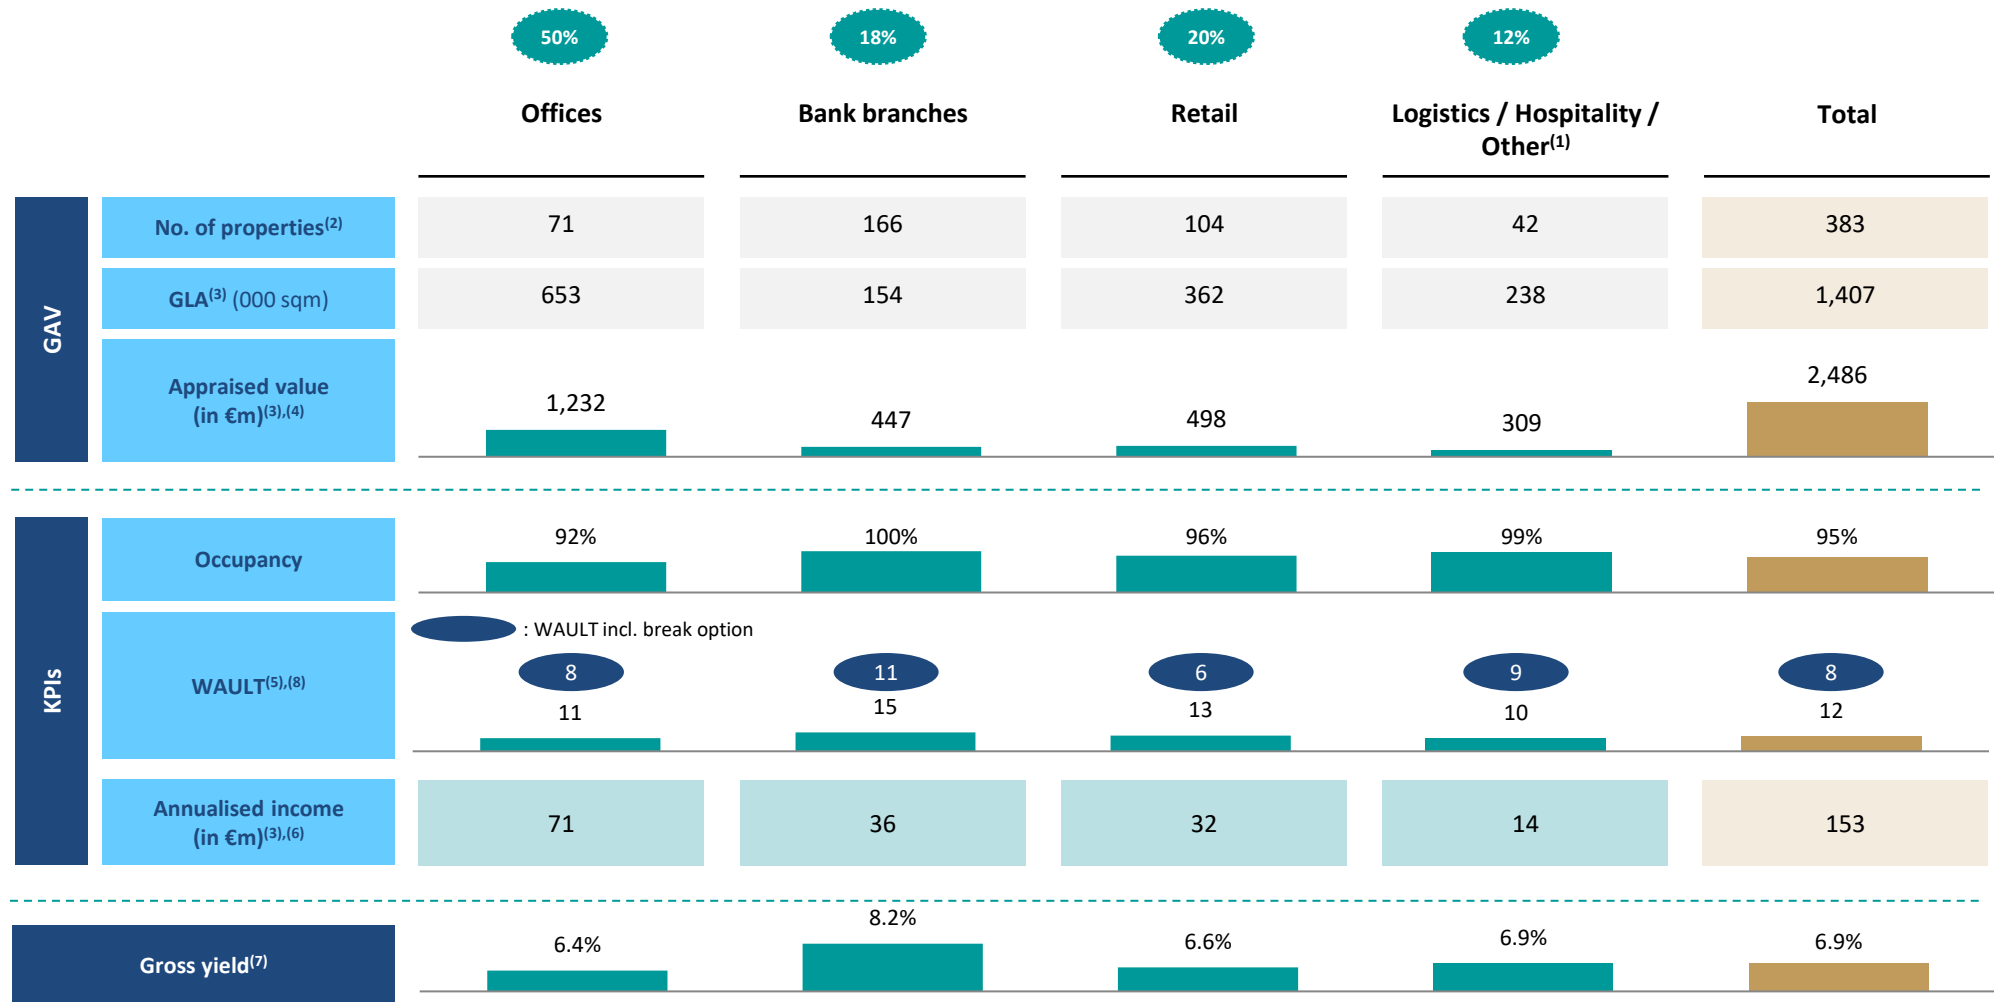 50% 18% 20% 12%
Offices Bank branches Retail Logistics / Hospitality / Total
Other(1)
GAV
No. of properties(2) 71 166 104 42 383
GLA(3) (000 sqm) 653 154 362 238 1,407
Appraised value
(in €m)(3),(4)
1,232 447 498 309 2,486
KPIs
Occupancy 92% 100% 96% 99% 95%
: WAULT incl. break option
WAULT(5),(8)
8 11 6 9 8
11 15 13 10 12
Annualised income
(in €m)(3),(6)
71 36 32 14 153
Gross yield(7) 6.4% 8.2% 6.6% 6.9% 6.9%